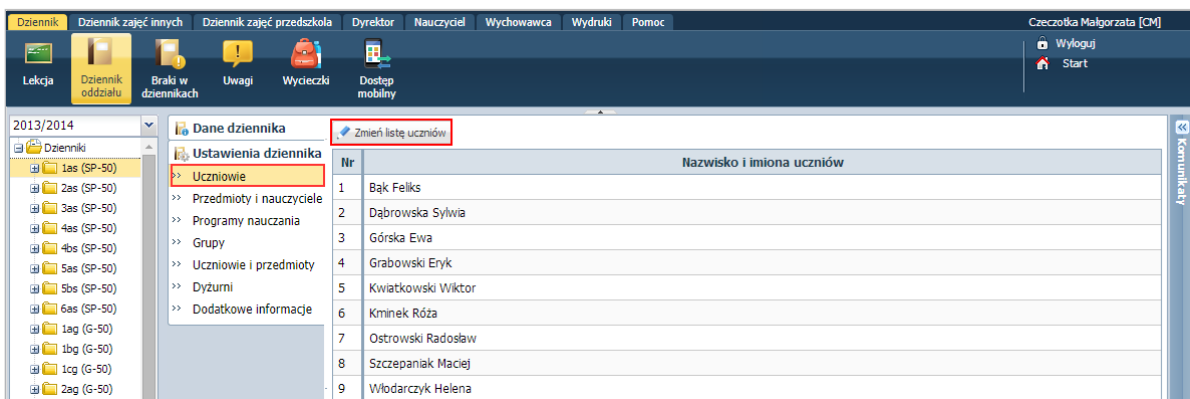 Dziennik Dziennik zajęć innych Dziennik zajęć przedszkola Dyrektor Nauczyciel Wychowawca Wydruki Pomoc Czeczotka Małgorzata [CM]
Lekcja
Dziennik oddziału
Braki w dziennikach
Uwagi
Wycieczki
Dostęp mobilny
Wyloguj
Start
2013/2014
Dzienniki
1as (SP-50)
2as (SP-50)
3as (SP-50)
4as (SP-50)
4bs (SP-50)
5as (SP-50)
5bs (SP-50)
6as (SP-50)
1ag (G-50)
1bg (G-50)
1cg (G-50)
2ag (G-50)
Dane dziennika
Ustawienia dziennika
>> Uczniowie
>> Przedmioty i nauczyciele
>> Programy nauczania
>> Grupy
>> Uczniowie i przedmioty
>> Dyżurni
>> Dodatkowe informacje
Zmień listę uczniów
Nr Nazwisko i imiona uczniów
1 Bąk Feliks
2 Dąbrowska Sylwia
3 Górska Ewa
4 Grabowski Eryk
5 Kwiatkowski Wiktor
6 Kminek Róża
7 Ostrowski Radosław
8 Szczepaniak Maciej
9 Włodarczyk Helena
Komunikaty